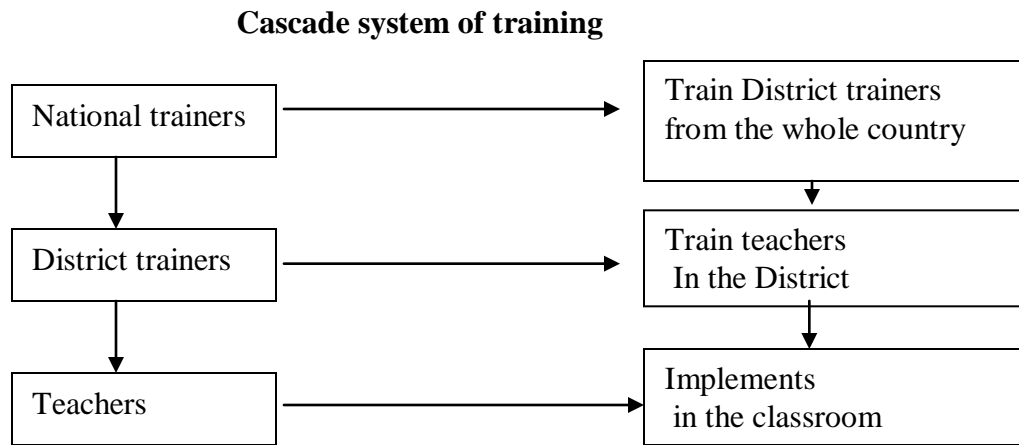 Cascade system of training
National trainers
Train District trainers
from the whole country
District trainers
Train teachers
In the District
Teachers
Implements
in the classroom